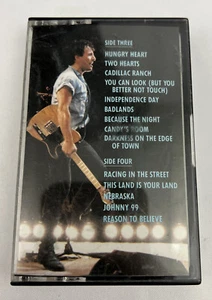 SIDE THREE
HUNGRY HEART
TWO HEARTS
CADILLAC RANCH
YOU CAN LOOK (BUT YOU
BETTER NOT TOUCH)
INDEPENDENCE DAY
BADLANDS
BECAUSE THE NIGHT
CANDY'S ROOM
DARKNESS ON THE EDGE
OF TOWN
SIDE FOUR
RACING IN THE STREET
THIS LAND IS YOUR LAND
NEBRASKA
JOHNNY 99
REASON TO BELIEVE